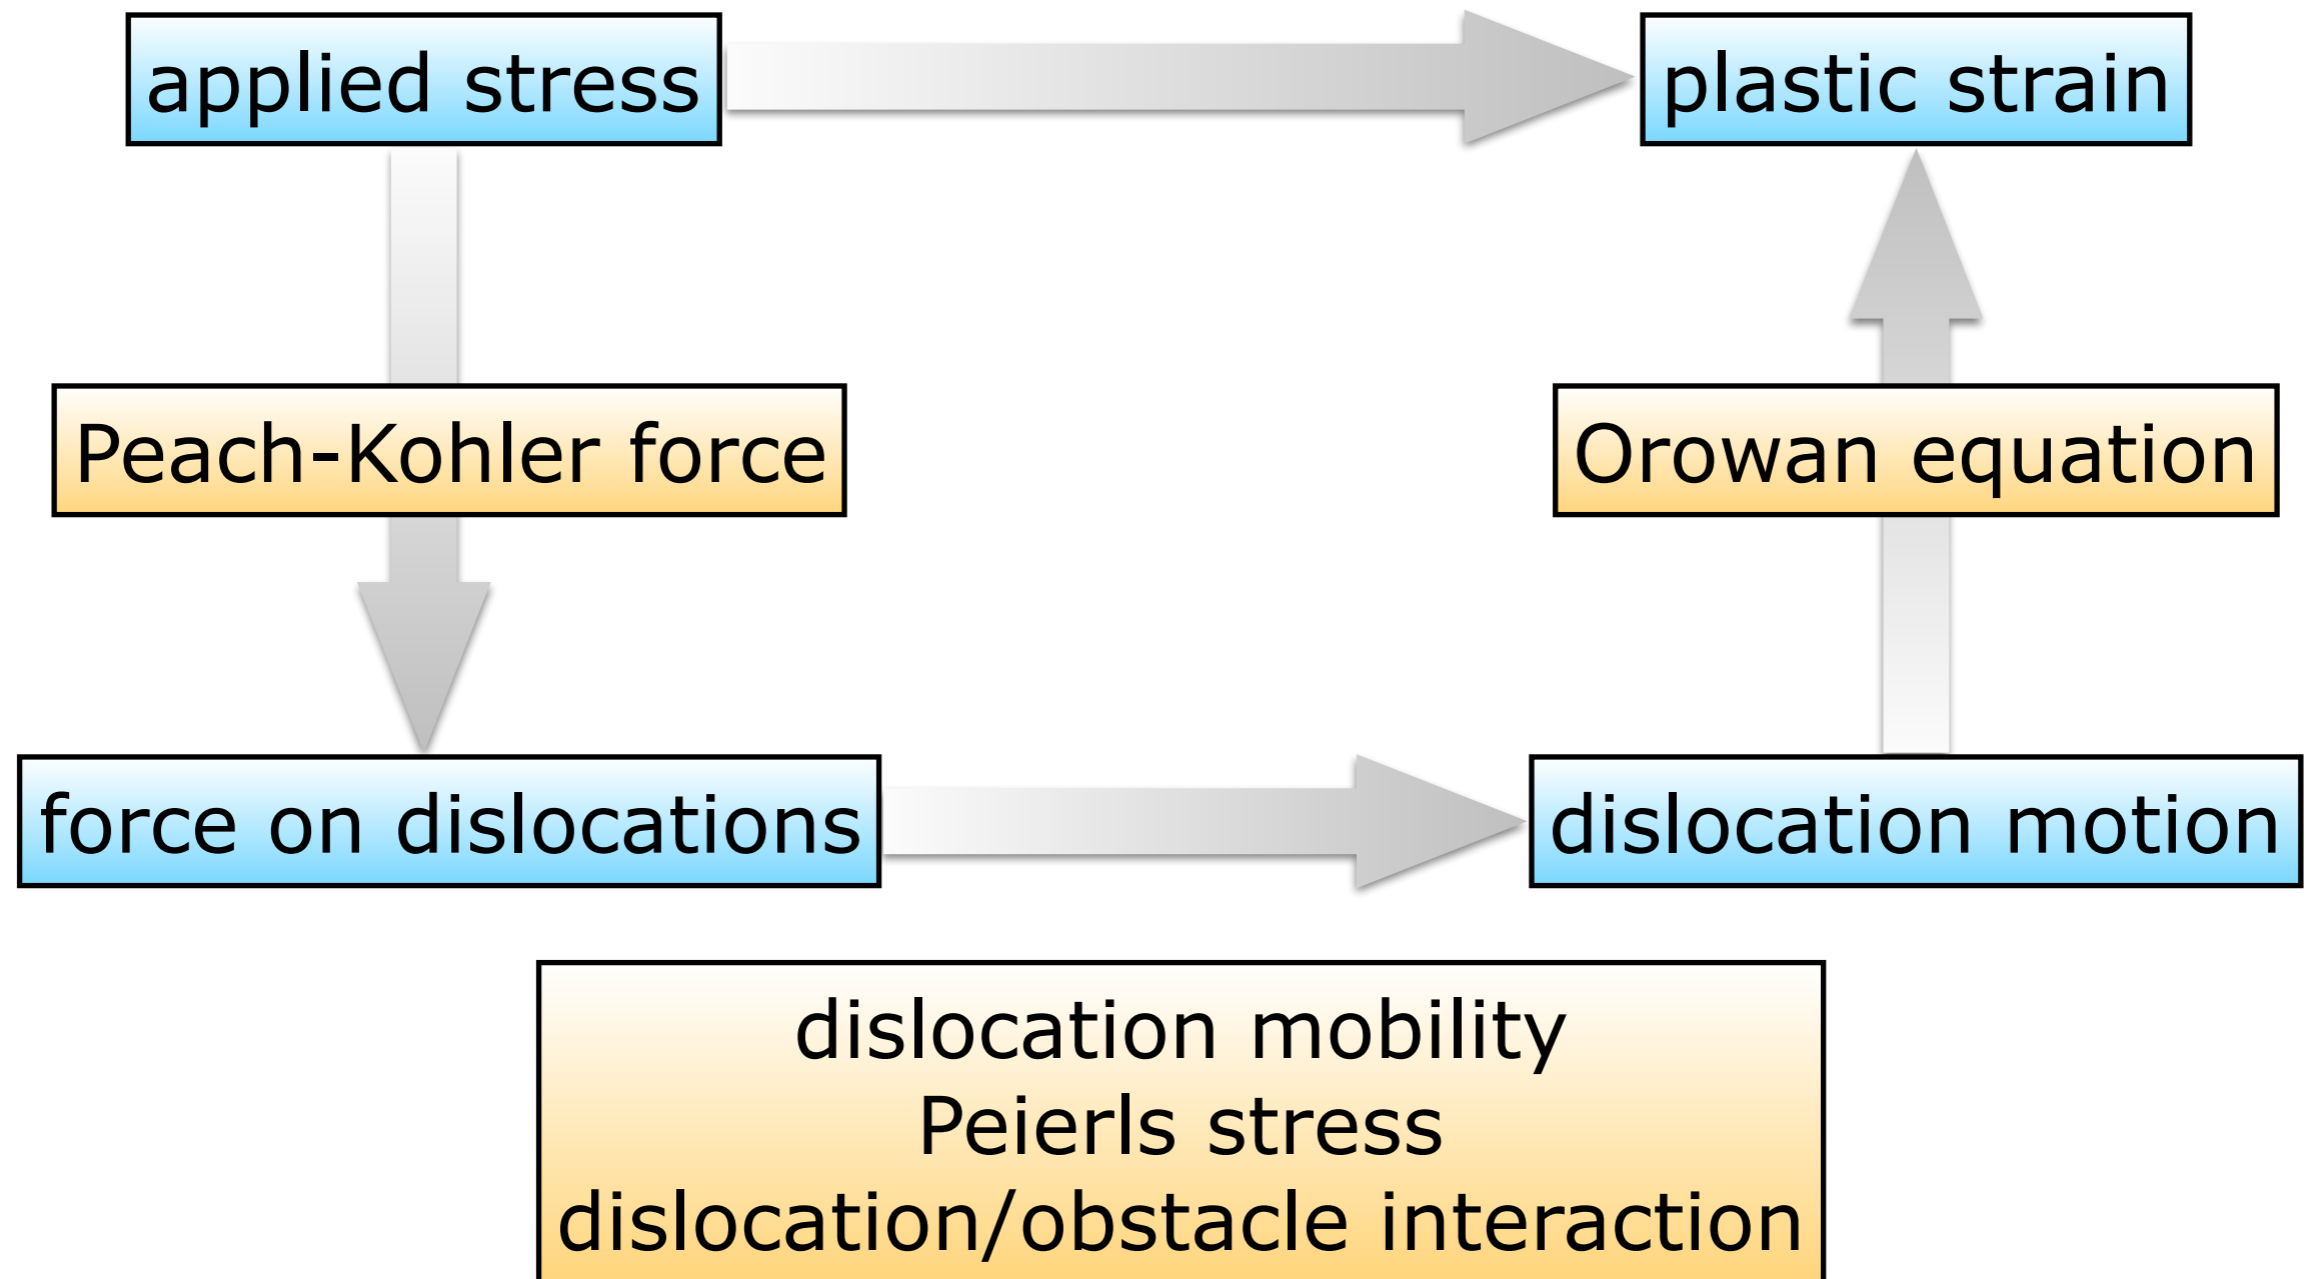 applied stress
plastic strain
Peach-Kohler force
Orowan equation
force on dislocations
dislocation motion
dislocation mobility
Peierls stress
dislocation/obstacle interaction